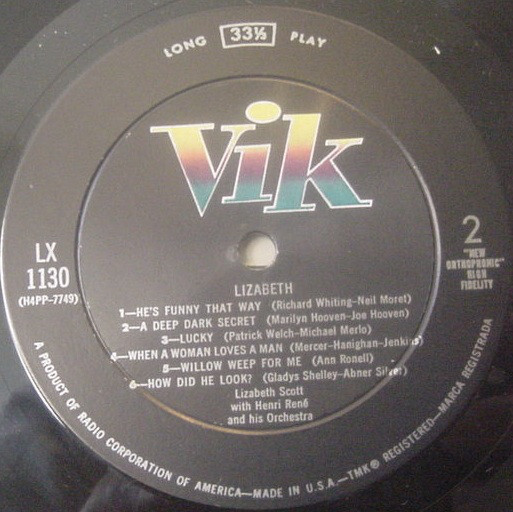 LONG 33⅓ PLAY
Vik
LX
1130
(H4PP-7749)
2
"NEW
ORTHOPHONIC"
HIGH
FIDELITY
LIZABETH
1—HE'S FUNNY THAT WAY (Richard Whiting-Neil Moret)
2—A DEEP DARK SECRET (Marilyn Hooven-Joe Hooven)
3—LUCKY (Patrick Welch-Michael Merlo)
4—WHEN A WOMAN LOVES A MAN (Mercer-Hanighan-Jenkins)
5—WILLOW WEEP FOR ME (Ann Ronell)
6—HOW DID HE LOOK? (Gladys Shelley-Abner Silver)
Lizabeth Scott
with Henri René
and his Orchestra
A PRODUCT OF RADIO CORPORATION OF AMERICA—MADE IN U.S.A.—TMK® REGISTERED—MARCA REGISTRADA